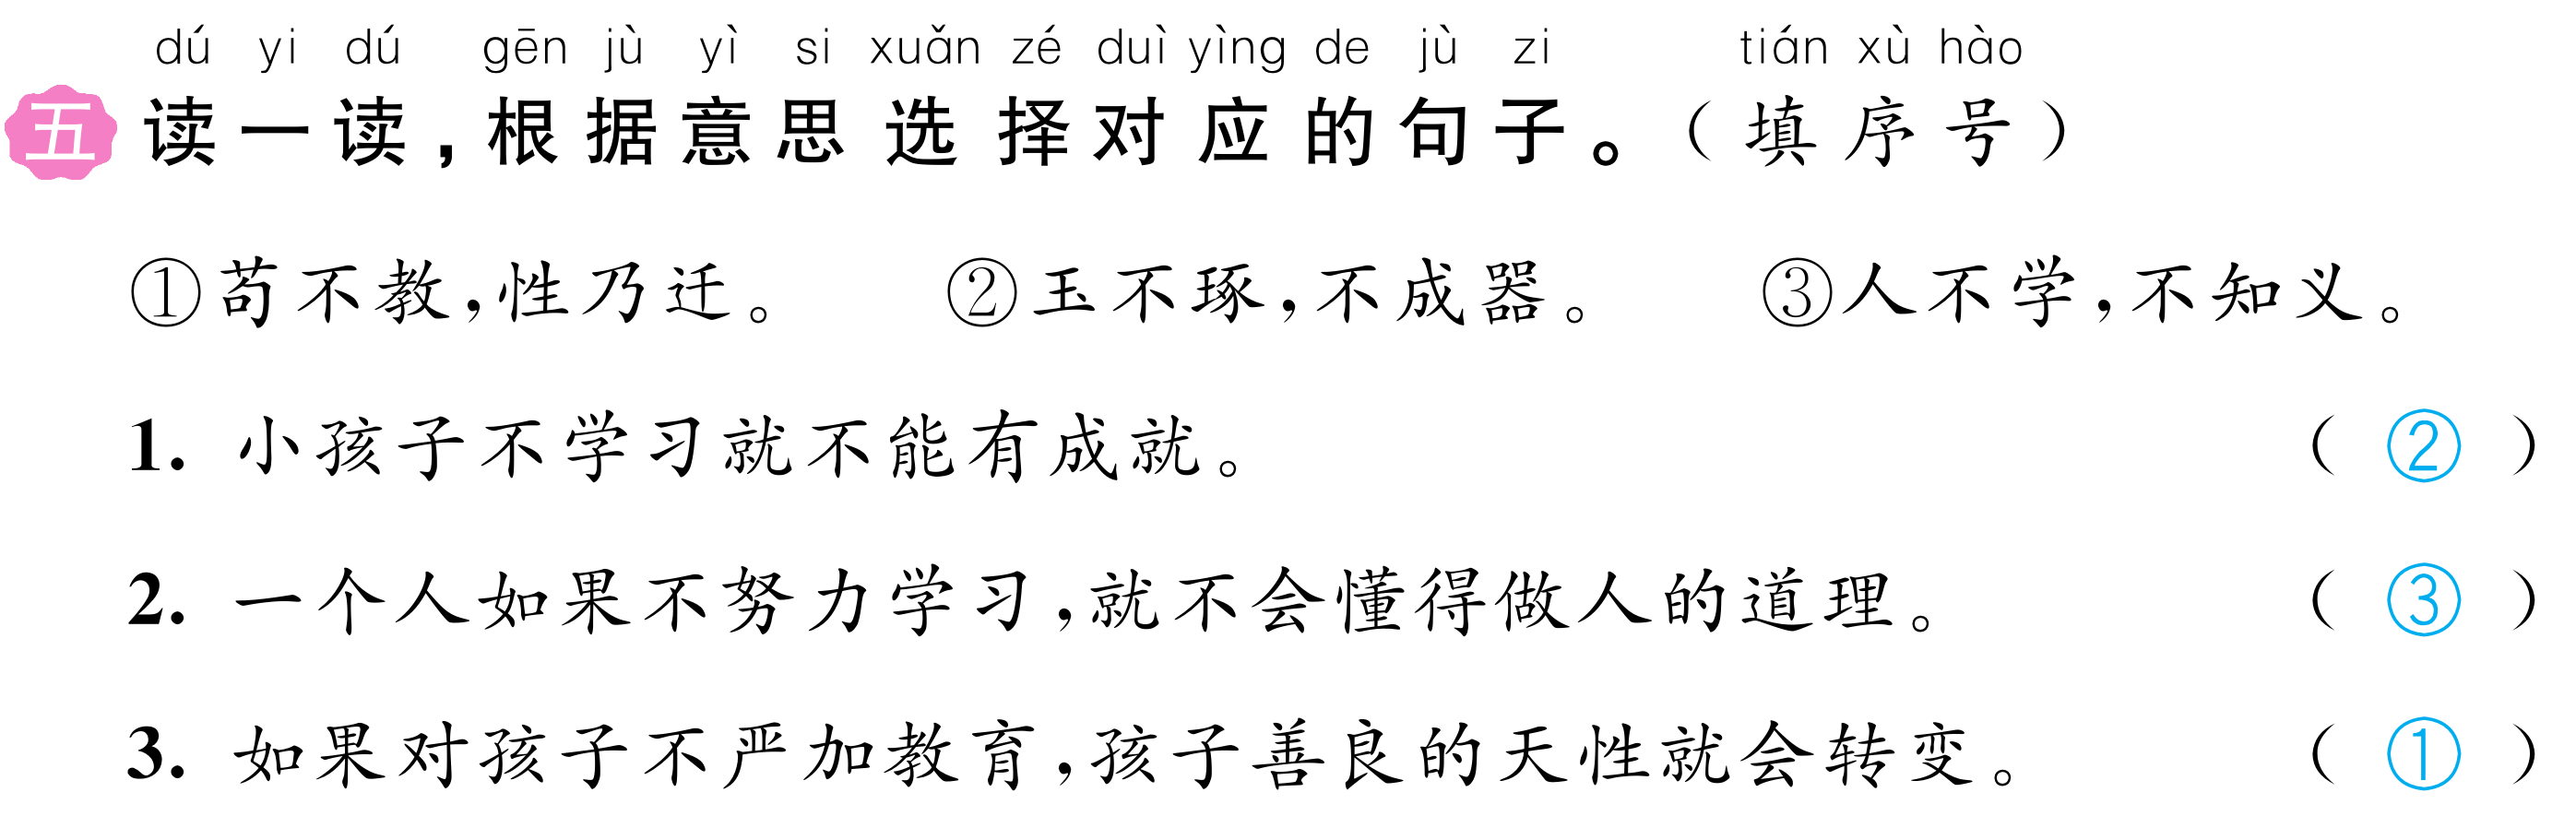 dú yi dú gēn jù yì si xuǎn zé duì yìng de jù zi tián xù hào
五 读一读，根据意思选择对应的句子。（填序号）
①苟不教，性乃迁。 ②玉不琢，不成器。 ③人不学，不知义。
1. 小孩子不学习就不能有成就。 （ ② ）
2. 一个人如果不努力学习，就不会懂得做人的道理。 （ ③ ）
3. 如果对孩子不严加教育，孩子善良的天性就会转变。 （ ① ）